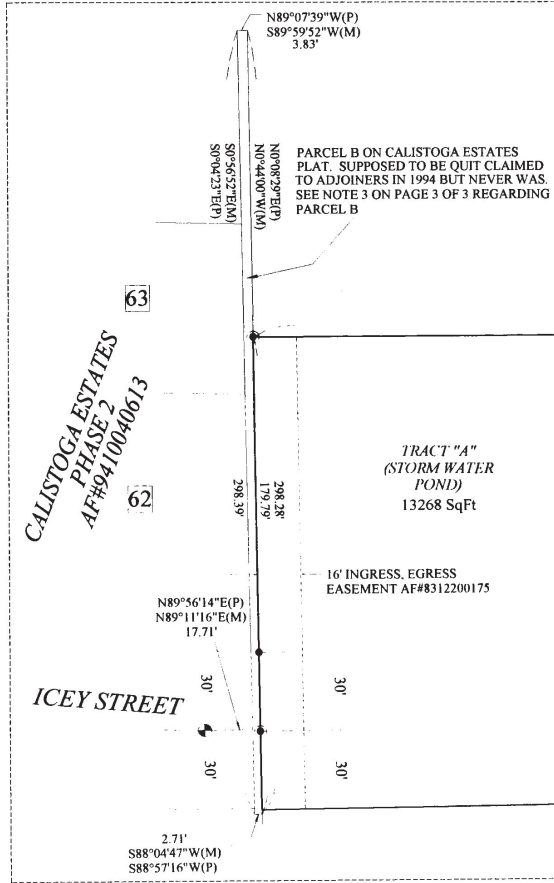 N89°07'39"W(P)
S89°59'52"W(M)
3.83'
N0°08'29"E(P)
N0°44'00"W(M)
S0°56'52"E(M)
S0°04'23"E(P)
PARCEL B ON CALISTOGA ESTATES
PLAT. SUPPOSED TO BE QUIT CLAIMED
TO ADJOINERS IN 1994 BUT NEVER WAS.
SEE NOTE 3 ON PAGE 3 OF 3 REGARDING
PARCEL B
63
CALISTOGA ESTATES
PHASE 2
AF#9410040613
62
TRACT "A"
(STORM WATER
POND)
13268 SqFt
298.28'
179.79'
298.39'
16' INGRESS, EGRESS
EASEMENT AF#8312200175
N89°56'14"E(P)
N89°11'16"E(M)
17.71'
30'
30'
ICEY STREET
30'
30'
2.71'
S88°04'47"W(M)
S88°57'16"W(P)